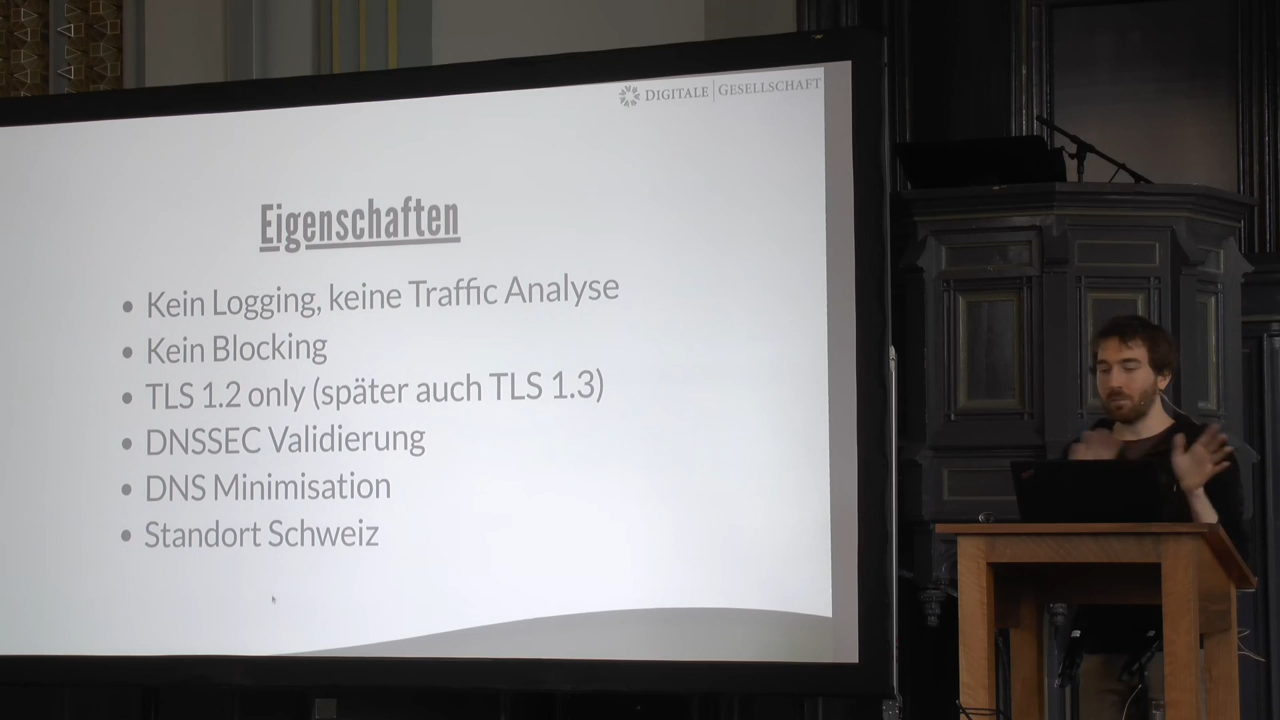 DIGITALE | GESELLSCHAFT
Eigenschaften
• Kein Logging, keine Traffic Analyse
• Kein Blocking
• TLS 1.2 only (später auch TLS 1.3)
• DNSSEC Validierung
• DNS Minimisation
• Standort Schweiz